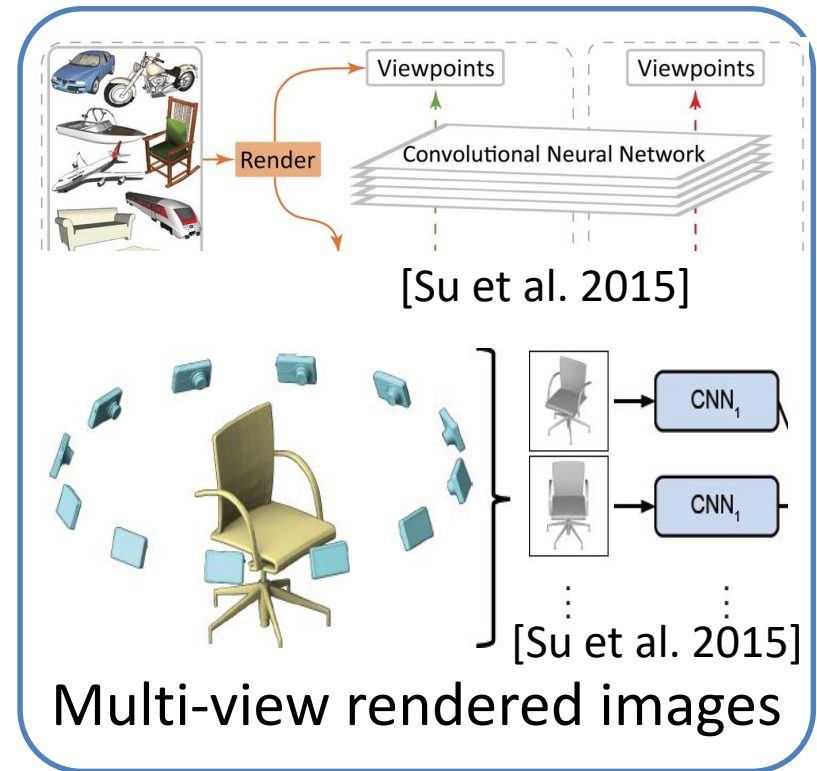 Viewpoints
Viewpoints
Render
Convolutional Neural Network
[Su et al. 2015]
CNN₁
CNN₁
[Su et al. 2015]
Multi-view rendered images